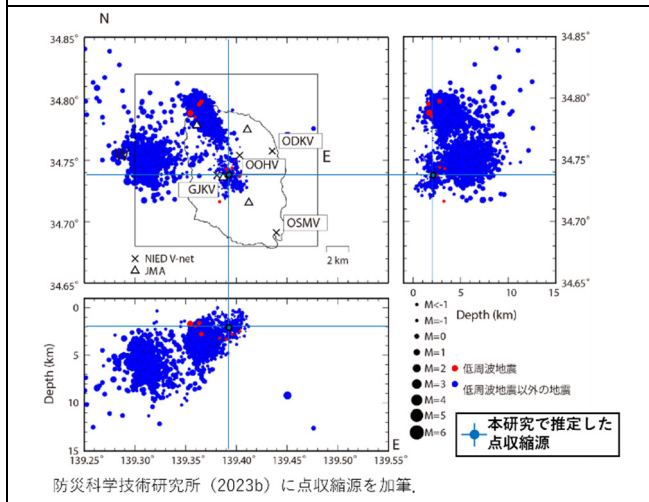 N
34.85°
34.80°
34.75°
34.70°
34.65°
ODKV
OOHV
E
GJKV
OSMV
× NIED V-net
△ JMA
2 km
34.85°
34.80°
34.75°
34.70°
34.65°
0 5 10 15
Depth (km)
0
5
10
15
Depth (km)
139.25° 139.30° 139.35° 139.40° 139.45° 139.50°
E
M<-1
M=-1
M=0
M=1
M=2
M=3
M=4
M=5
M=6
低周波地震
低周波地震以外の地震
本研究で推定した
点収縮源
防災科学技術研究所（2023b）に点収縮源を加筆．